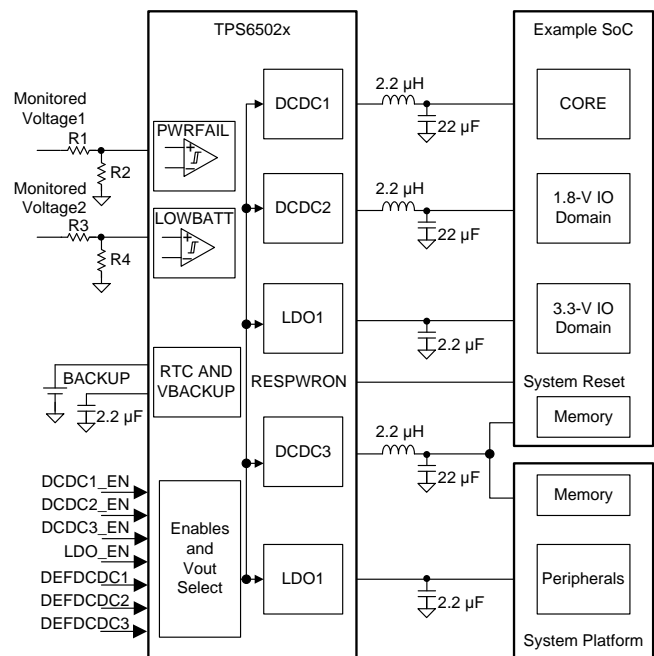 TPS6502x
Example SoC
Monitored
Voltage1
R1
R2
PWRFAIL
Monitored
Voltage2
R3
R4
LOWBATT
BACKUP
2.2 µF
RTC AND
VBACKUP
DCDC1_EN
DCDC2_EN
DCDC3_EN
LDO_EN
DEFDCDC1
DEFDCDC2
DEFDCDC3
Enables
and
Vout
Select
DCDC1
2.2 µH
22 µF
CORE
DCDC2
2.2 µH
22 µF
1.8-V IO
Domain
LDO1
2.2 µF
3.3-V IO
Domain
RESPWRON
System Reset
Memory
DCDC3
2.2 µH
22 µF
Memory
LDO1
2.2 µF
Peripherals
System Platform